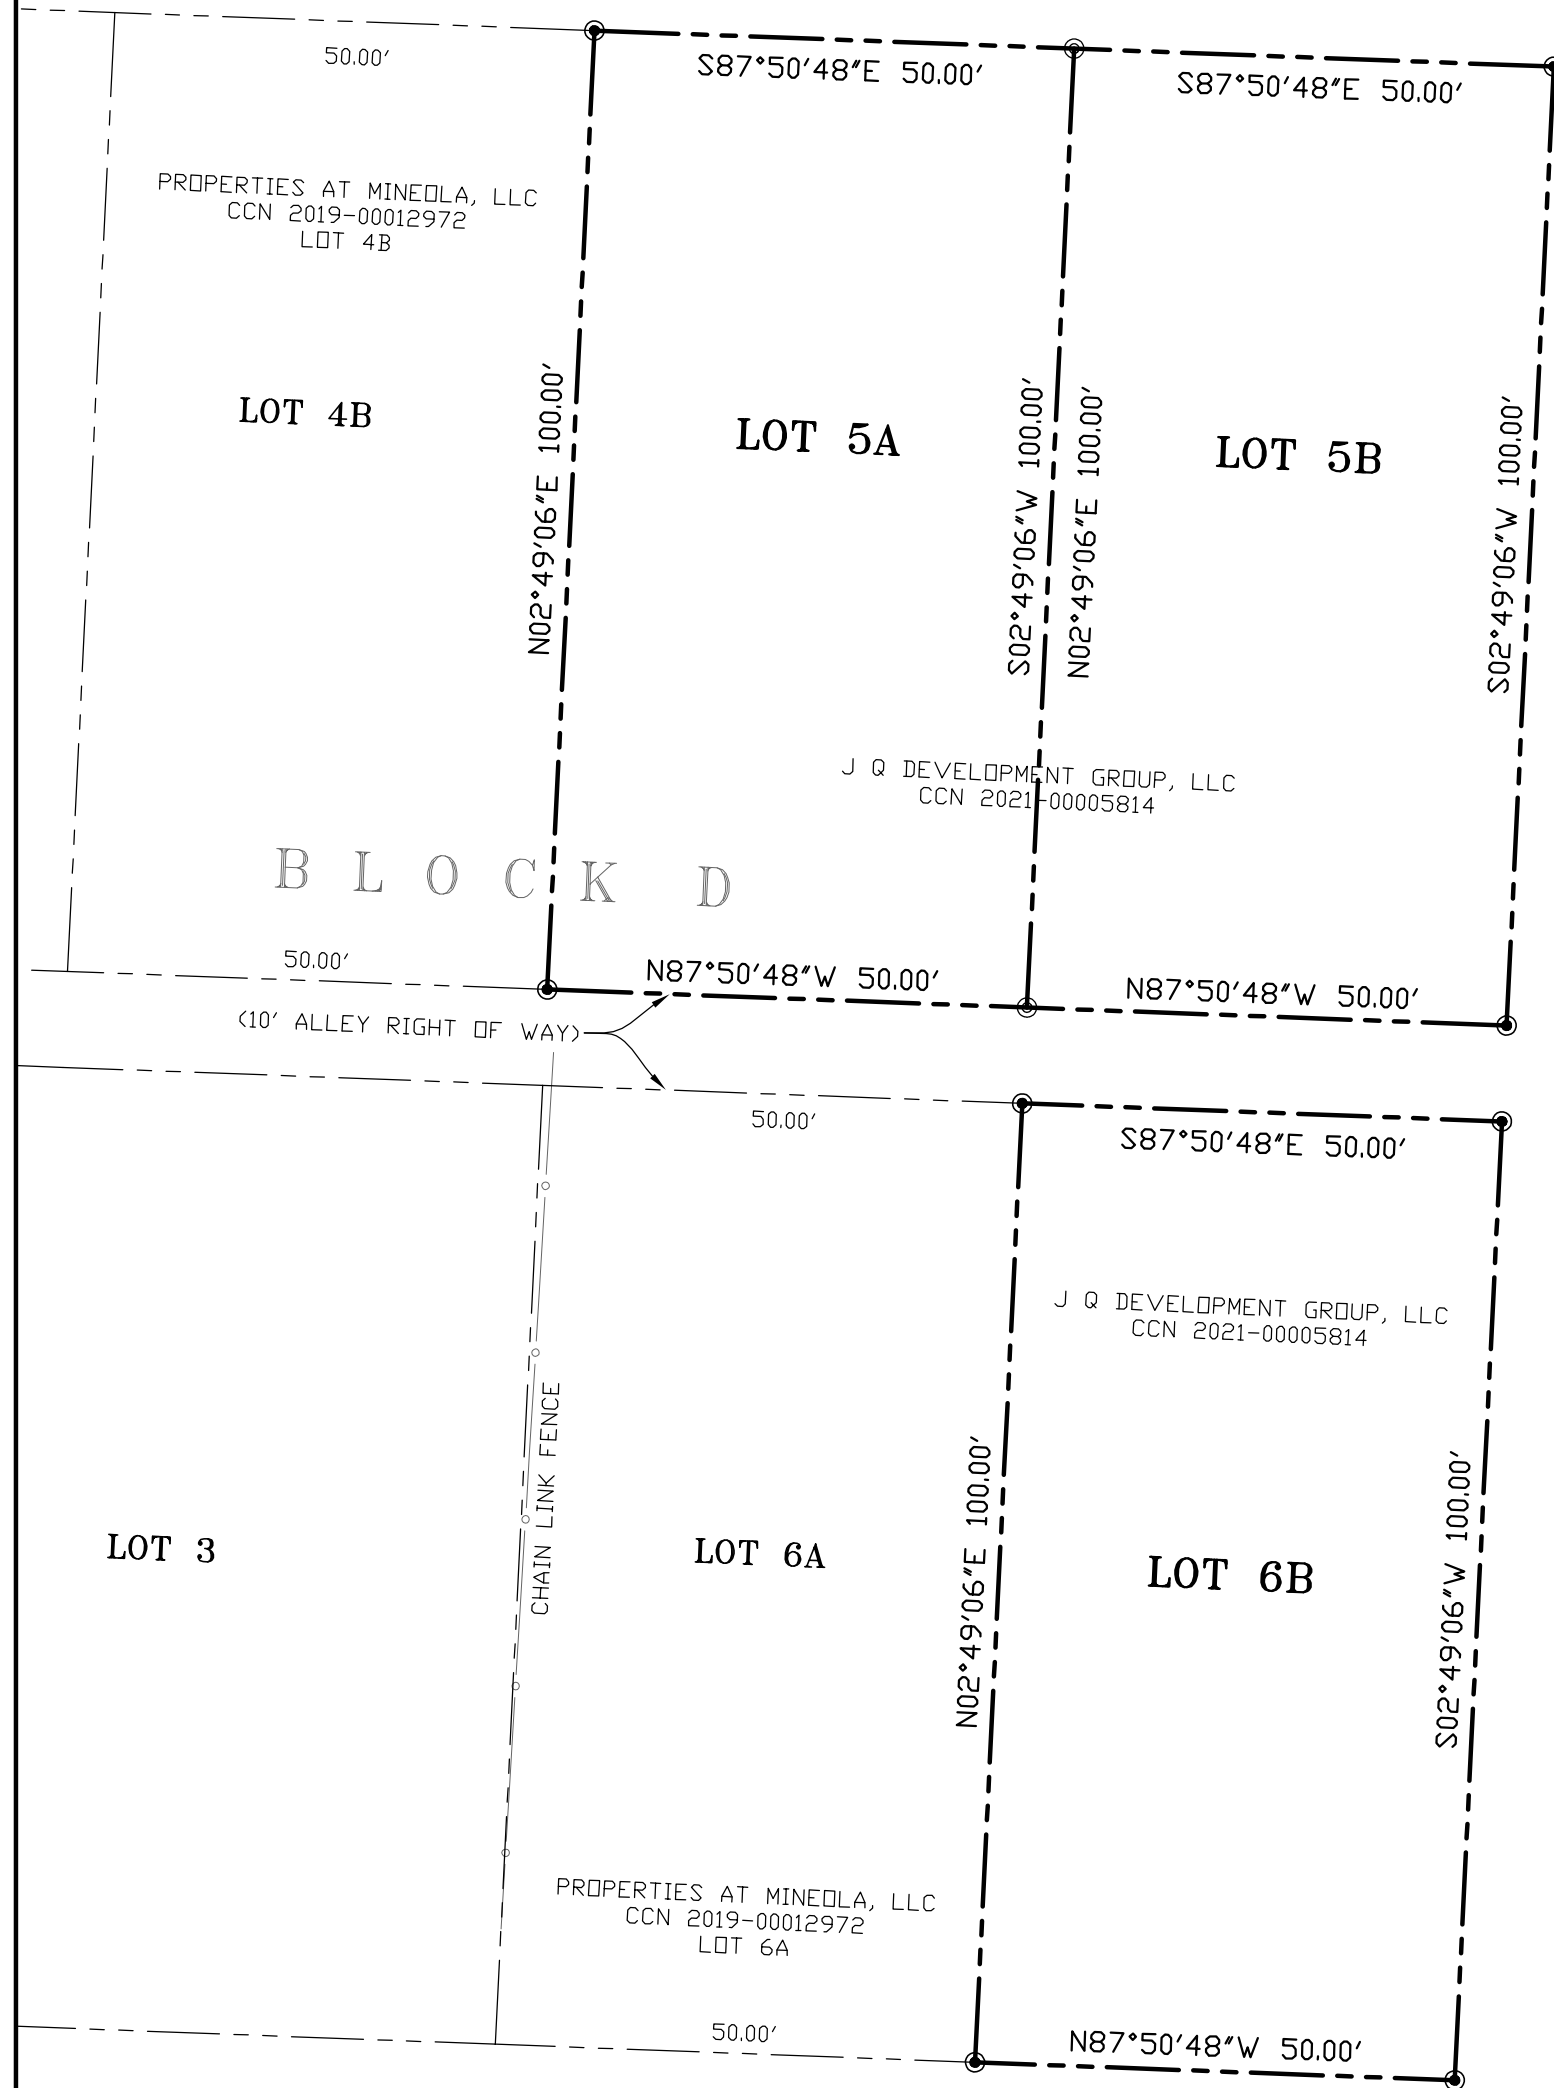 50.00'
S87°50'48"E 50.00'
S87°50'48"E 50.00'
PROPERTIES AT MINEOLA, LLC
CCN 2019-00012972
LOT 4B
LOT 4B
N02°49'06"E 100.00'
LOT 5A
S02°49'06"W 100.00'
N02°49'06"E 100.00'
LOT 5B
S02°49'06"W 100.00'
J Q DEVELOPMENT GROUP, LLC
CCN 2021-00005814
BLOCK D
50.00'
N87°50'48"W 50.00'
N87°50'48"W 50.00'
(10' ALLEY RIGHT OF WAY)
50.00'
S87°50'48"E 50.00'
J Q DEVELOPMENT GROUP, LLC
CCN 2021-00005814
LOT 3
CHAIN LINK FENCE
LOT 6A
N02°49'06"E 100.00'
LOT 6B
S02°49'06"W 100.00'
PROPERTIES AT MINEOLA, LLC
CCN 2019-00012972
LOT 6A
50.00'
N87°50'48"W 50.00'